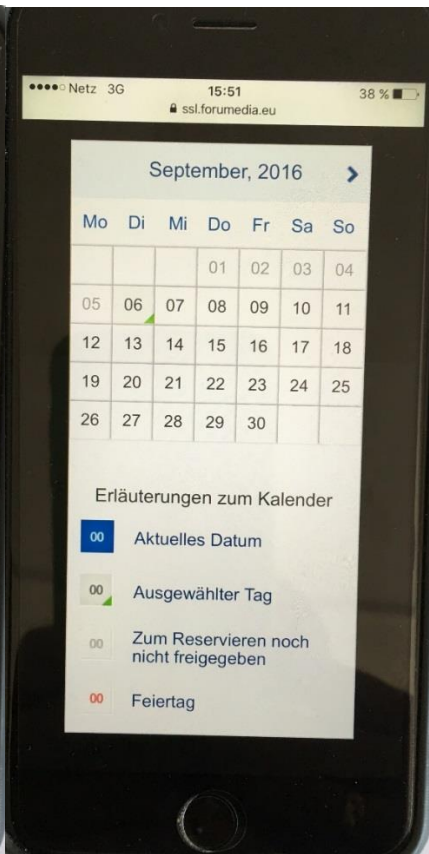 Netz 3G 15:51 38 %
ssl.forumedia.eu
September, 2016
Mo Di Mi Do Fr Sa So
01 02 03 04
05 06 07 08 09 10 11
12 13 14 15 16 17 18
19 20 21 22 23 24 25
26 27 28 29 30
Erläuterungen zum Kalender
00 Aktuelles Datum
00 Ausgewählter Tag
00 Zum Reservieren noch
nicht freigegeben
00 Feiertag